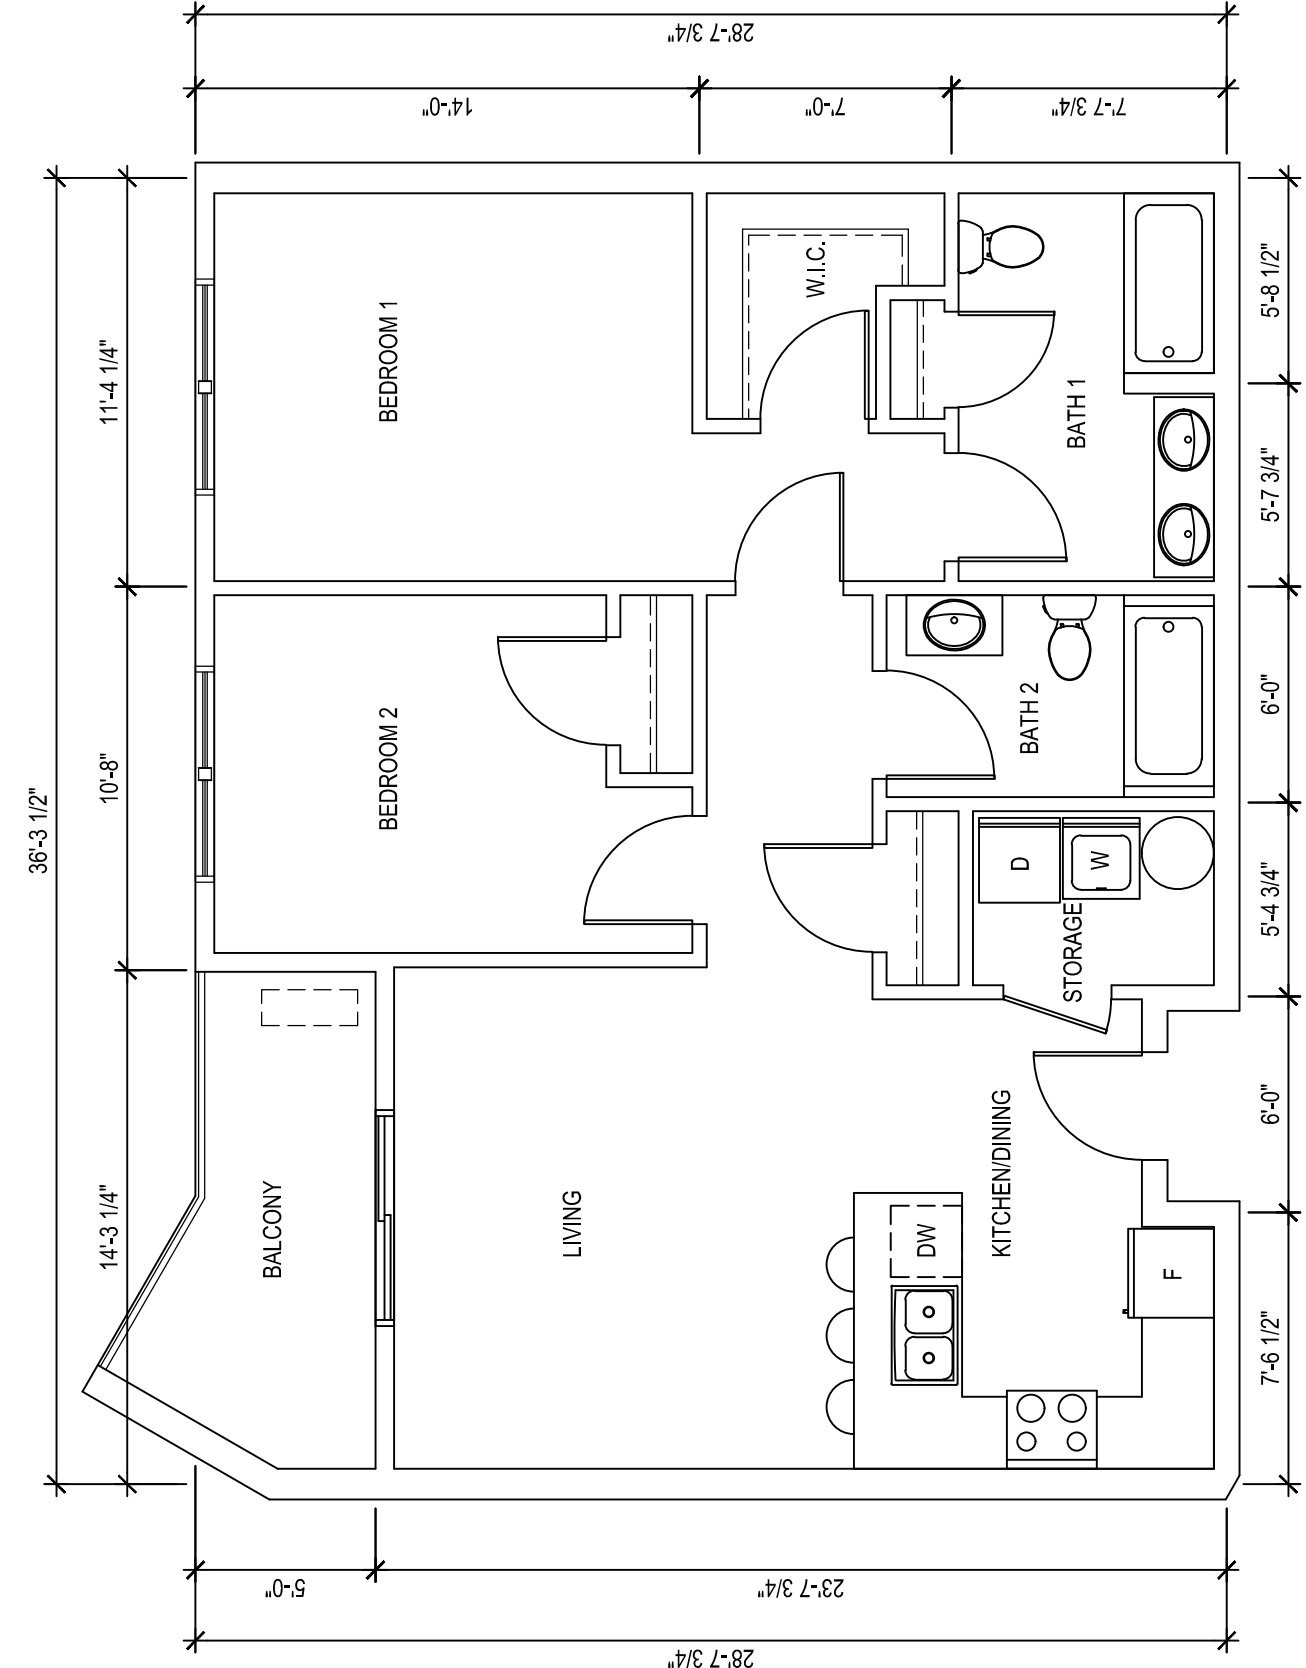 36'-3 1/2"
14'-3 1/4"
10'-8"
11'-4 1/4"
28'-7 3/4"
5'-0"
23'-7 3/4"
28'-7 3/4"
14'-0"
7'-0"
7'-7 3/4"
BALCONY
BEDROOM 2
BEDROOM 1
LIVING
W.I.C.
DW
KITCHEN/DINING
STORAGE
D
W
BATH 2
BATH 1
F
7'-6 1/2"
6'-0"
5'-4 3/4"
6'-0"
5'-7 3/4"
5'-8 1/2"